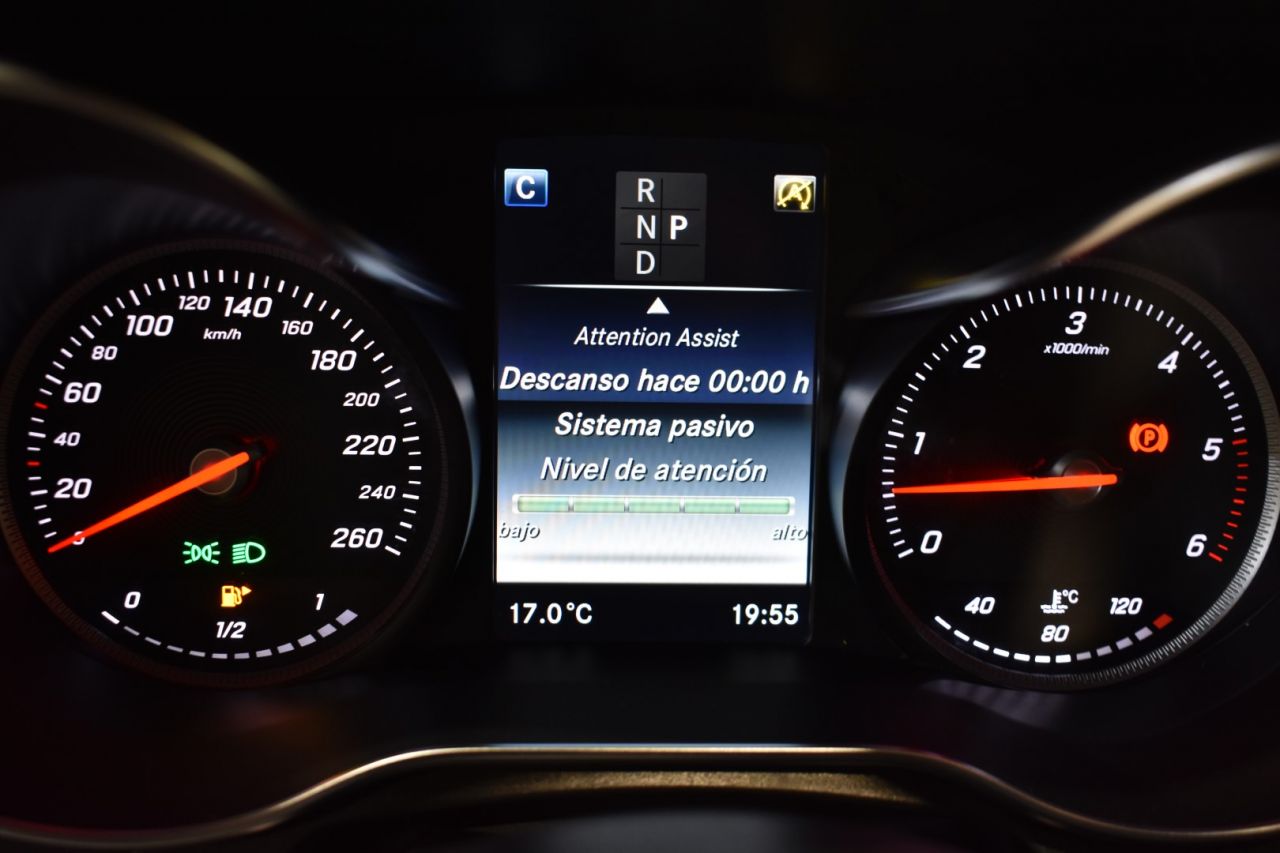 C
R
N P
D
A
Attention Assist
Descanso hace 00:00 h
Sistema pasivo
Nivel de atención
bajo alto
17.0°C 19:55
0
20
40
60
80
100
120
140
160
180
200
220
240
260
km/h
0 1/2 1
0
1
2
3
4
5
6
x1000/min
P
40 80 120
°C